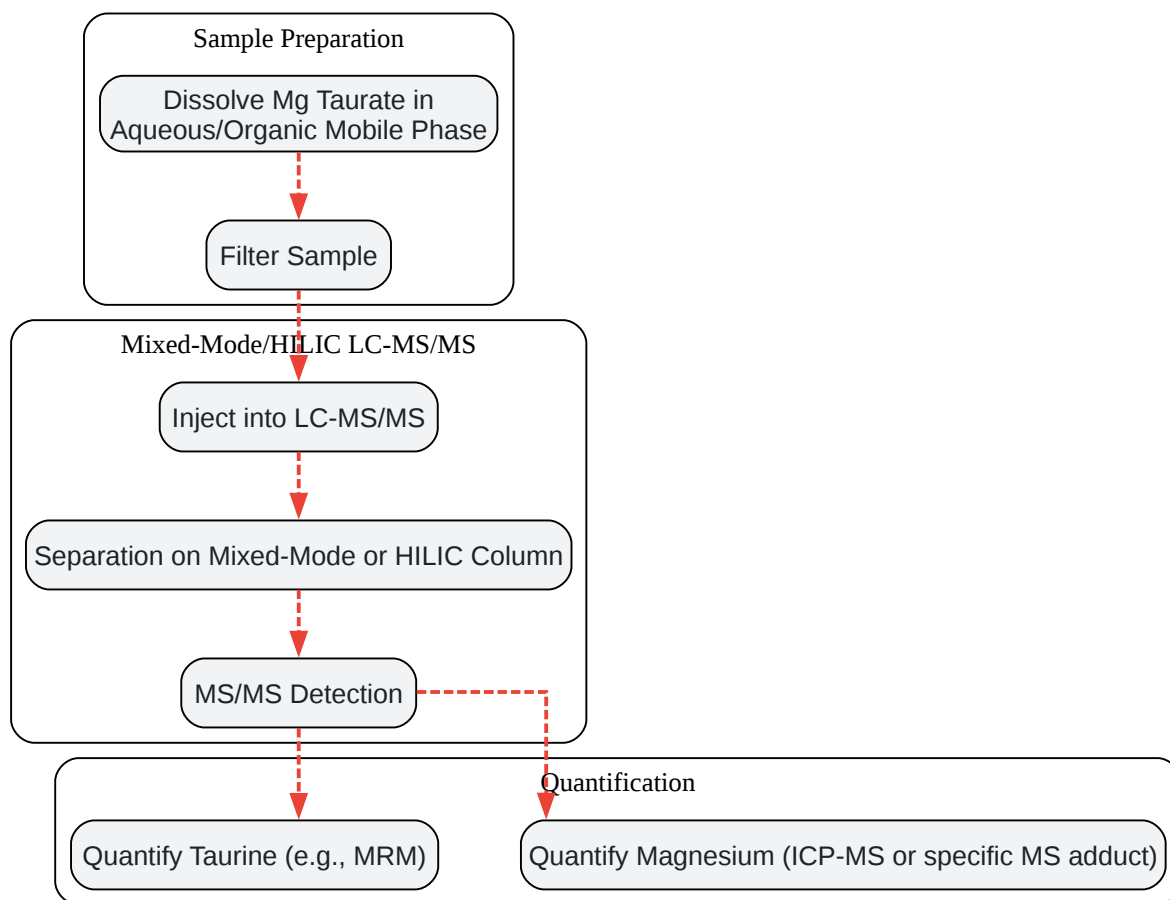 Sample Preparation
Dissolve Mg Taurate in
Aqueous/Organic Mobile Phase
Filter Sample
Mixed-Mode/HILIC LC-MS/MS
Inject into LC-MS/MS
Separation on Mixed-Mode or HILIC Column
MS/MS Detection
Quantification
Quantify Taurine (e.g., MRM)
Quantify Magnesium (ICP-MS or specific MS adduct)